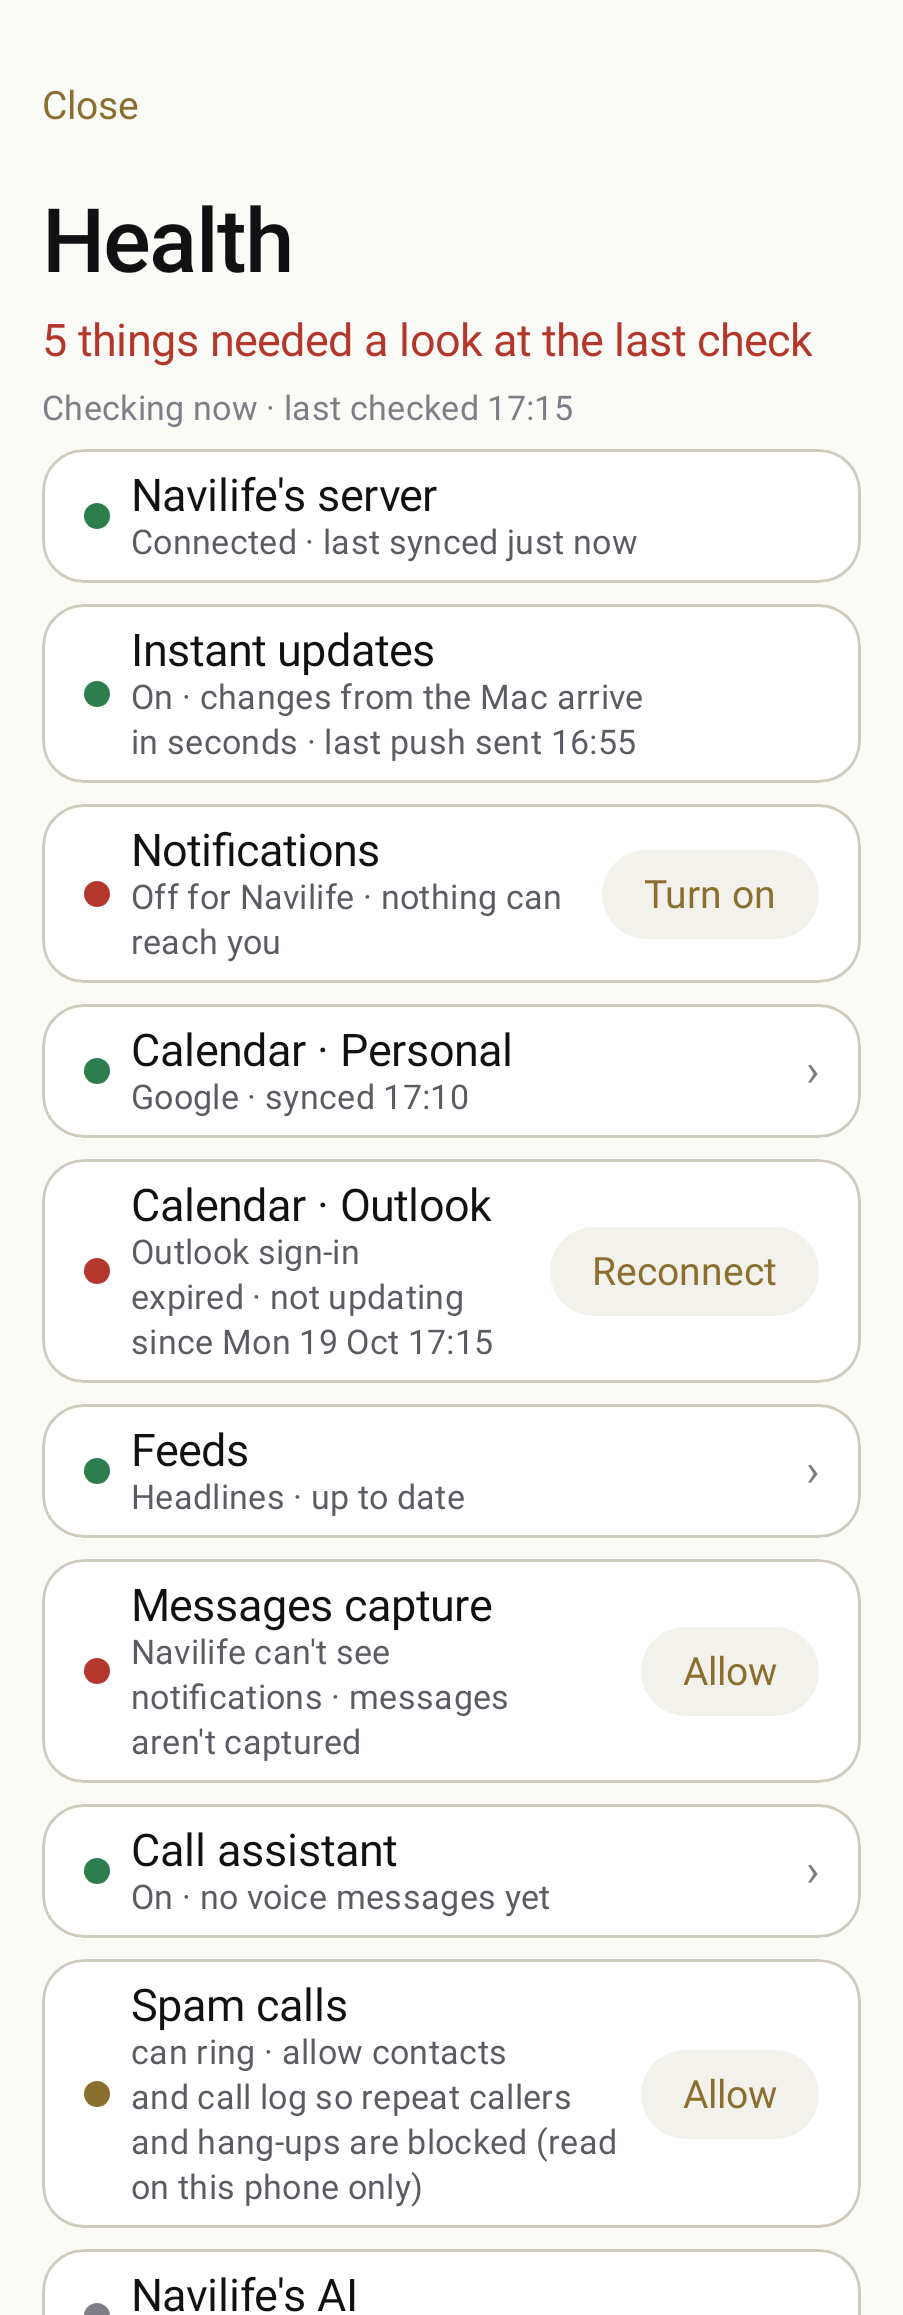 Close
Health
5 things needed a look at the last check
Checking now · last checked 17:15
Navilife's server
Connected · last synced just now
Instant updates
On · changes from the Mac arrive
in seconds · last push sent 16:55
Notifications
Off for Navilife · nothing can
reach you
Turn on
Calendar · Personal
Google · synced 17:10
›
Calendar · Outlook
Outlook sign-in
expired · not updating
since Mon 19 Oct 17:15
Reconnect
Feeds
Headlines · up to date
›
Messages capture
Navilife can't see
notifications · messages
aren't captured
Allow
Call assistant
On · no voice messages yet
›
Spam calls
can ring · allow contacts
and call log so repeat callers
and hang-ups are blocked (read
on this phone only)
Allow
Navilife's AI